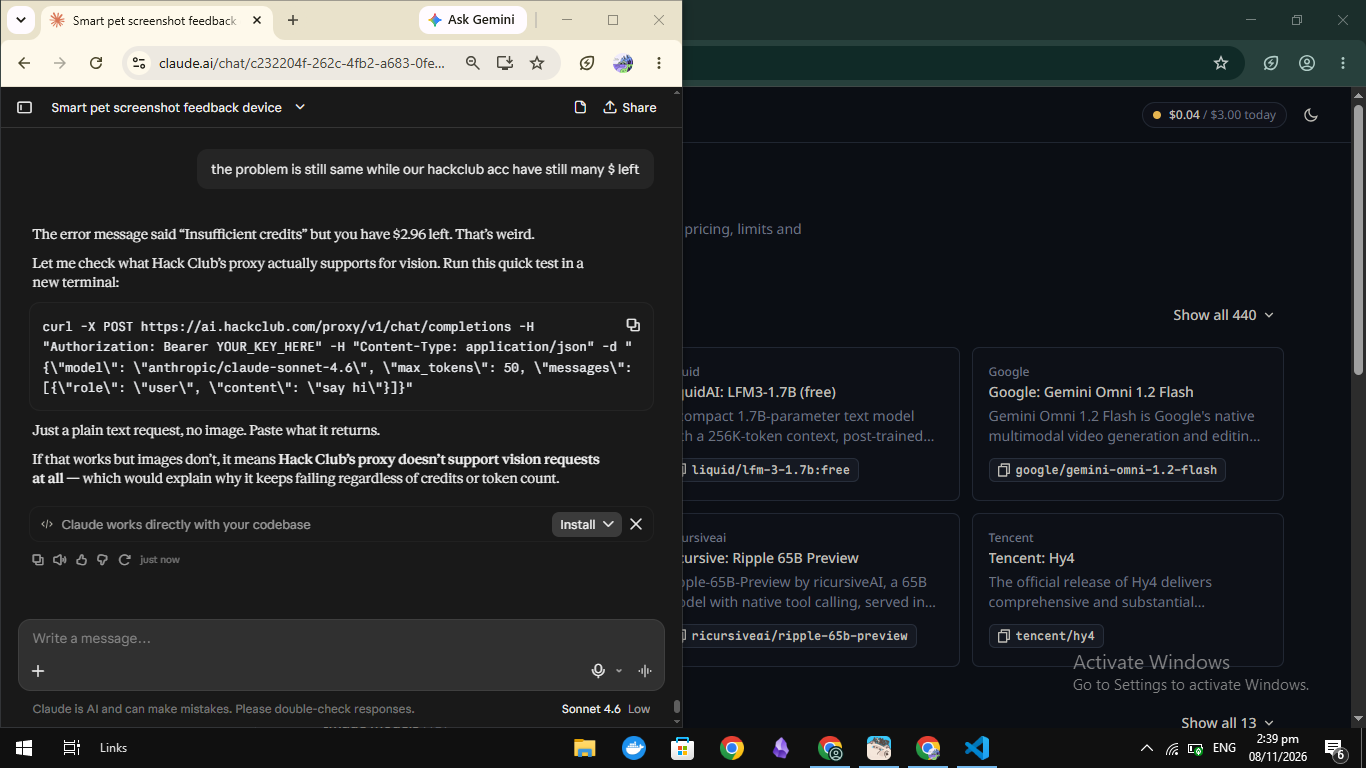 Smart pet screenshot feedback
Ask Gemini
claude.ai/chat/c232204f-262c-4fb2-a683-0fe...
Smart pet screenshot feedback device
Share
the problem is still same while our hackclub acc have still many $ left
The error message said “Insufficient credits” but you have $2.96 left. That’s weird.
Let me check what Hack Club’s proxy actually supports for vision. Run this quick test in a
new terminal:
curl -X POST https://ai.hackclub.com/proxy/v1/chat/completions -H
"Authorization: Bearer YOUR_KEY_HERE" -H "Content-Type: application/json" -d "
{\"model\": \"anthropic/claude-sonnet-4.6\", \"max_tokens\": 50, \"messages\":
[{\"role\": \"user\", \"content\": \"say hi\"}]}"
Just a plain text request, no image. Paste what it returns.
If that works but images don’t, it means Hack Club’s proxy doesn’t support vision requests
at all — which would explain why it keeps failing regardless of credits or token count.
Claude works directly with your codebase
Install
just now
Write a message...
Claude is AI and can make mistakes. Please double-check responses.
Sonnet 4.6 Low
$0.04 / $3.00 today
pricing, limits and
Show all 440
uid
uidAI: LFM3-1.7B (free)
compact 1.7B-parameter text model
h a 256K-token context, post-trained...
liquid/lfm-3-1.7b:free
Google
Google: Gemini Omni 1.2 Flash
Gemini Omni 1.2 Flash is Google's native
multimodal video generation and editin...
google/gemini-omni-1.2-flash
ursiveai
cursive: Ripple 65B Preview
pple-65B-Preview by ricursiveAI, a 65B
odel with native tool calling, served in...
ricursiveai/ripple-65b-preview
Tencent
Tencent: Hy4
The official release of Hy4 delivers
comprehensive and substantial...
tencent/hy4
Activate Windows
Go to Settings to activate Windows.
Show all 13
Links
ENG
2:39 pm
08/11/2026
6